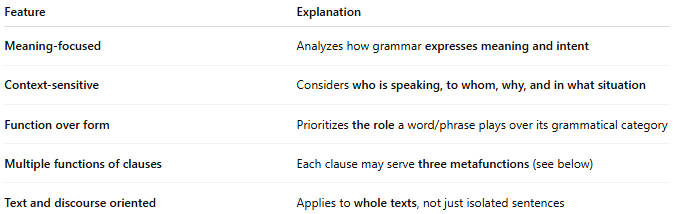 Feature Explanation
Meaning-focused Analyzes how grammar expresses meaning and intent
Context-sensitive Considers who is speaking, to whom, why, and in what situation
Function over form Prioritizes the role a word/phrase plays over its grammatical category
Multiple functions of clauses Each clause may serve three metafunctions (see below)
Text and discourse oriented Applies to whole texts, not just isolated sentences